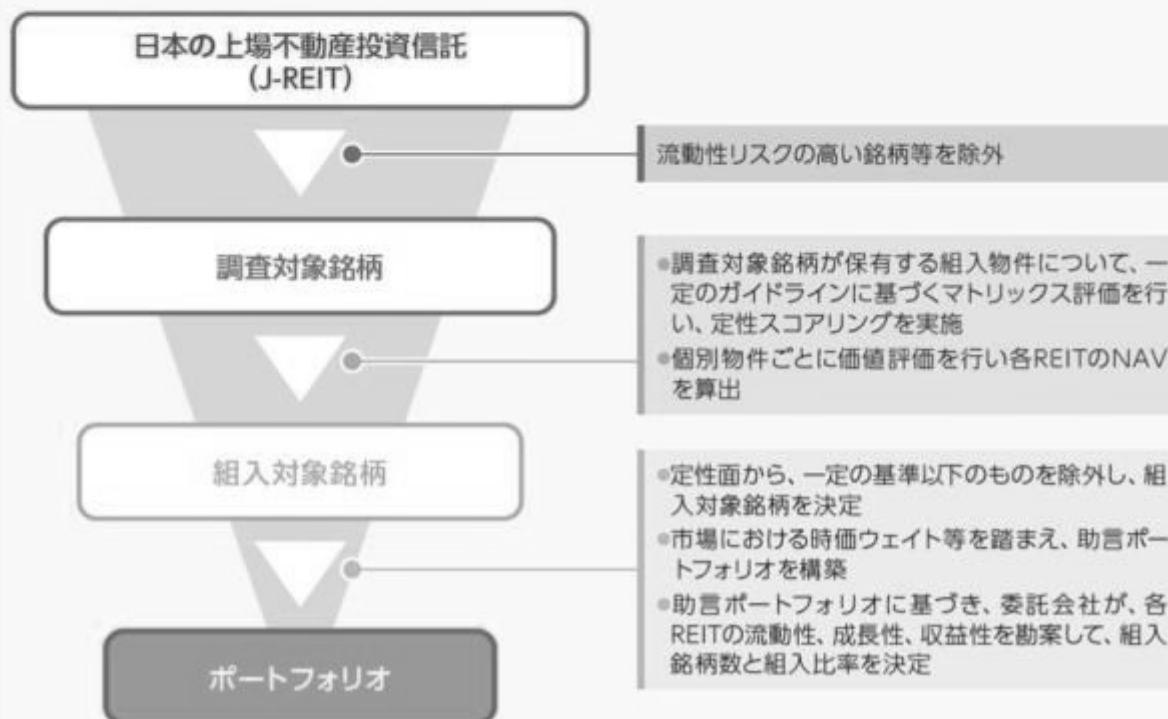 日本の上場不動産投資信託
(J-REIT)
流動性リスクの高い銘柄等を除外
調査対象銘柄
●調査対象銘柄が保有する組入物件について、一
定のガイドラインに基づくマトリックス評価を行
い、定性スコアリングを実施
●個別物件ごとに価値評価を行い各REITのNAV
を算出
組入対象銘柄
●定性面から、一定の基準以下のものを除外し、組
入対象銘柄を決定
●市場における時価ウェイト等を踏まえ、助言ポー
トフォリオを構築
●助言ポートフォリオに基づき、委託会社が、各
REITの流動性、成長性、収益性を勘案して、組入
銘柄数と組入比率を決定
ポートフォリオ